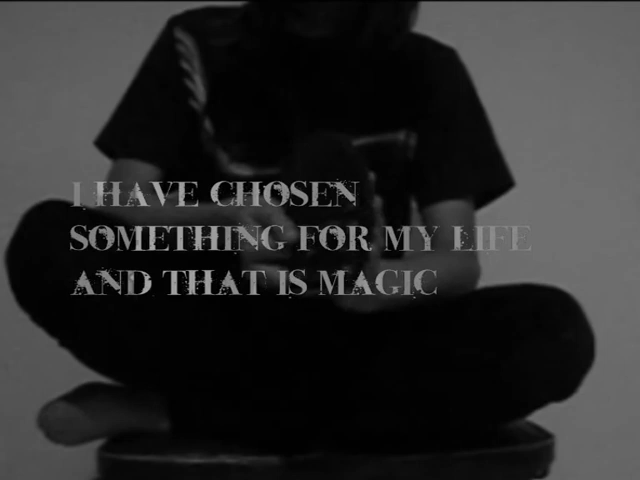 I HAVE CHOSEN
SOMETHING FOR MY LIFE
AND THAT IS MAGIC